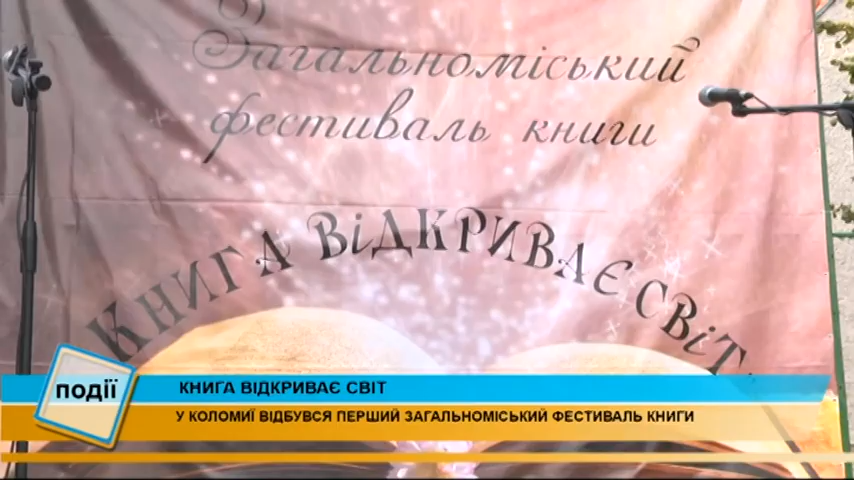 Загальноміський
фестиваль книги
КНИГА ВІДКРИВАЄ СВІТ
події
КНИГА ВІДКРИВАЄ СВІТ
У КОЛОМИЇ ВІДБУВСЯ ПЕРШИЙ ЗАГАЛЬНОМІСЬКИЙ ФЕСТИВАЛЬ КНИГИ